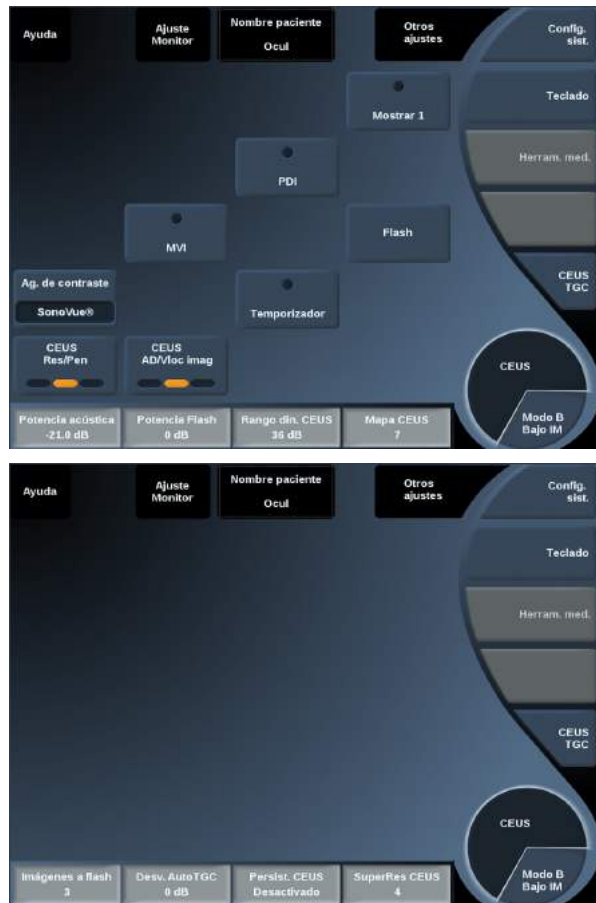 Ayuda
Ajuste
Monitor
Nombre paciente
Ocul
Otros
ajustes
Config.
sist.
Teclado
Mostrar 1
Herram. med.
PDI
MVI
Flash
Ag. de contraste
SonoVue®
Temporizador
CEUS
TGC
CEUS
Res/Pen
CEUS
AD/Vloc imag
CEUS
Modo B
Bajo IM
Potencia acústica
-21.0 dB
Potencia Flash
0 dB
Rango din. CEUS
36 dB
Mapa CEUS
7
Ayuda
Ajuste
Monitor
Nombre paciente
Ocul
Otros
ajustes
Config.
sist.
Teclado
Herram. med.
CEUS
TGC
CEUS
Modo B
Bajo IM
Imágenes a flash
3
Desv. AutoTGC
0 dB
Persist. CEUS
Desactivado
SuperRes CEUS
4